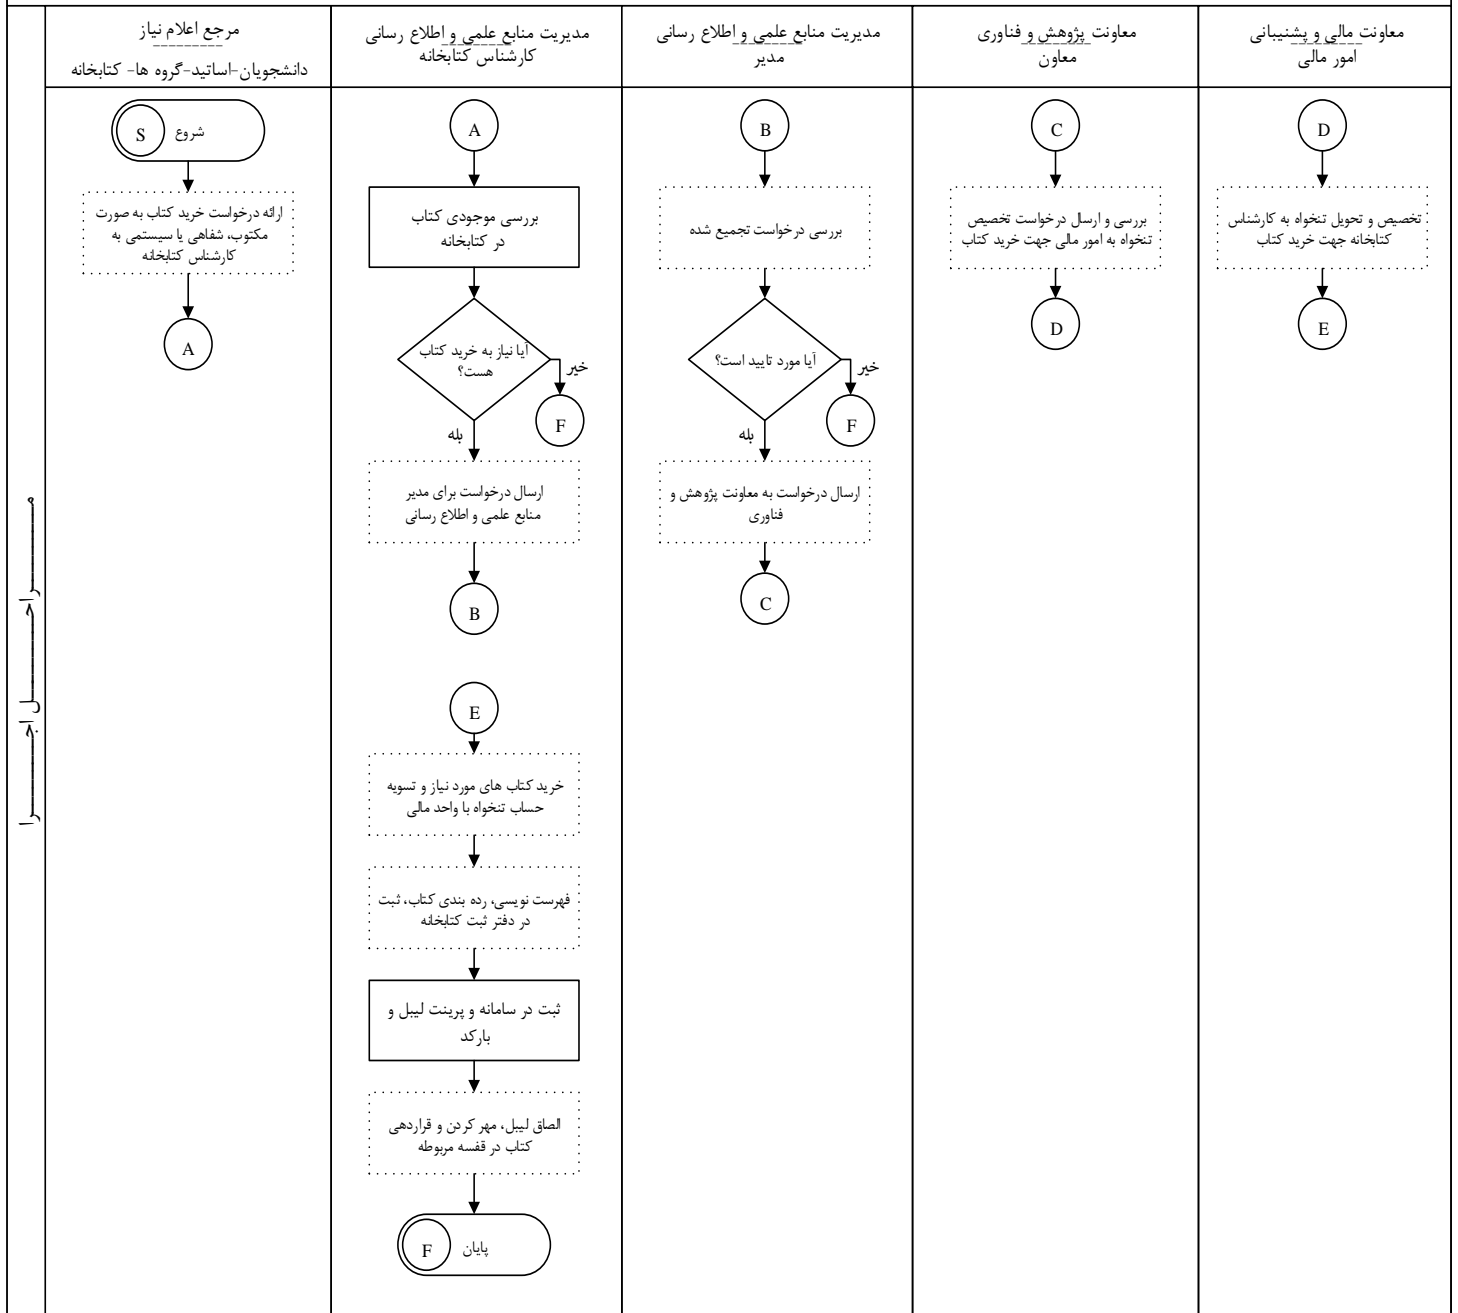 مرجع اعلام نیاز
----------
دانشجویان-اساتید-گروه ها- کتابخانه
شروع
S
ارائه درخواست خرید کتاب به صورت
مکتوب، شفاهی یا سیستمی به
کارشناس کتابخانه
A
مدیریت منابع علمی و اطلاع رسانی
کارشناس کتابخانه
A
بررسی موجودی کتاب
در کتابخانه
آیا نیاز به خرید کتاب
هست؟
خیر
F
بله
ارسال درخواست برای مدیر
منابع علمی و اطلاع رسانی
B
E
خرید کتاب های مورد نیاز و تسویه
حساب تنخواه با واحد مالی
فهرست نویسی، رده بندی کتاب، ثبت
در دفتر ثبت کتابخانه
ثبت در سامانه و پرینت لیبل و
بارکد
الصاق لیبل، مهر کردن و قراردهی
کتاب در قفسه مربوطه
پایان
F
مدیریت منابع علمی و اطلاع رسانی
مدیر
B
بررسی درخواست تجمیع شده
آیا مورد تایید است؟
خیر
F
بله
ارسال درخواست به معاونت پژوهش و
فناوری
C
معاونت پژوهش و فناوری
معاون
C
بررسی و ارسال درخواست تخصیص
تنخواه به امور مالی جهت خرید کتاب
D
معاونت مالی و پشتیبانی
امور مالی
D
تخصیص و تحویل تنخواه به کارشناس
کتابخانه جهت خرید کتاب
E
مـــــــراحـــــــل اجـــــــرا